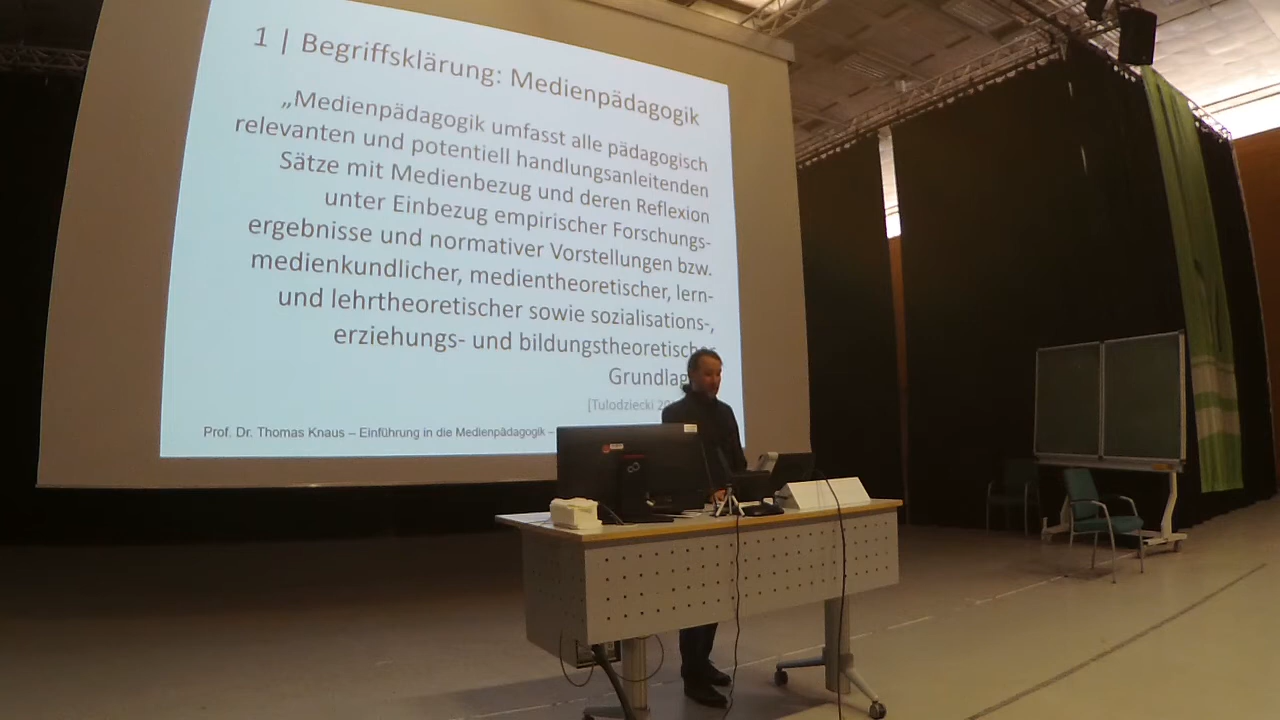 1 | Begriffsklärung: Medienpädagogik
„Medienpädagogik umfasst alle pädagogisch
relevanten und potentiell handlungsanleitenden
Sätze mit Medienbezug und deren Reflexion
unter Einbezug empirischer Forschungs-
ergebnisse und normativer Vorstellungen bzw.
medienkundlicher, medientheoretischer, lern-
und lehrtheoretischer sowie sozialisations-,
erziehungs- und bildungstheoretischer
[Tulodziecki
Prof. Dr. Thomas Knaus – Einführung in die Medienpädagogik –